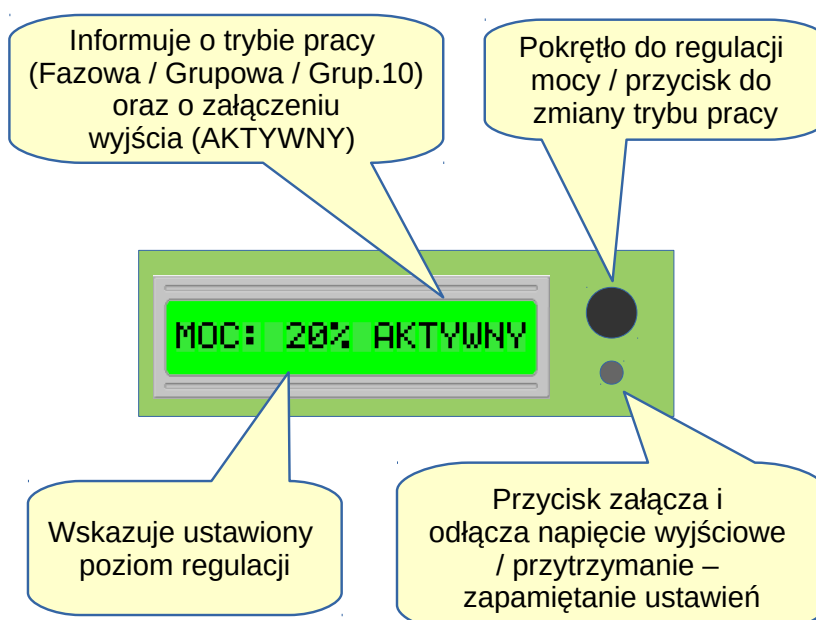 Informuje o trybie pracy
(Fazowa / Grupowa / Grup.10)
oraz o załączeniu
wyjścia (AKTYWNY)
Pokrętło do regulacji
mocy / przycisk do
zmiany trybu pracy
MOC: 20% AKTYWNY
Wskazuje ustawiony
poziom regulacji
Przycisk załącza i
odłącza napięcie wyjściowe
/ przytrzymanie –
zapamiętanie ustawień